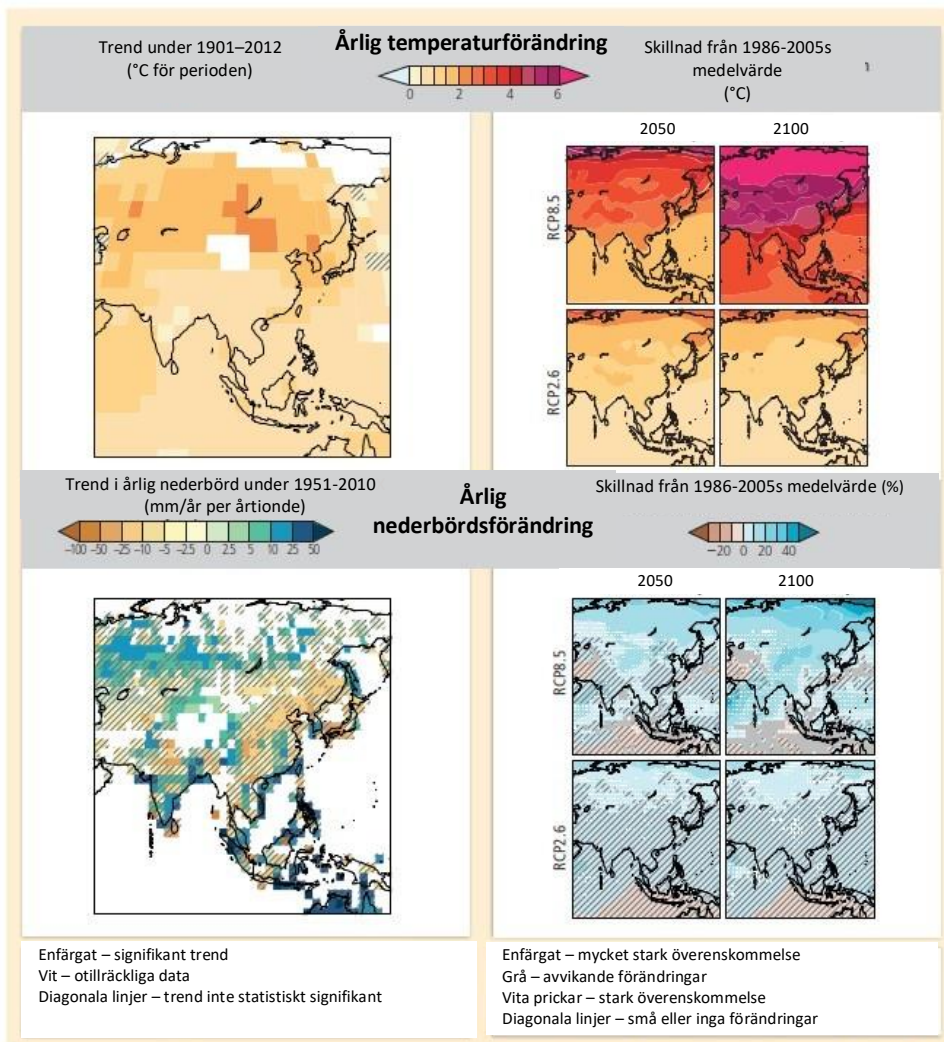 Årlig temperaturförändring
Trend under 1901–2012
(°C för perioden)
0 2 4 6
Skillnad från 1986-2005s
medelvärde
(°C)
2050 2100
RCP8.5
RCP2.6
Trend i årlig nederbörd under 1951-2010
(mm/år per årtionde)
−100 −50 −25 −10 −5 −2.5 0 2.5 5 10 25 50
Årlig
nederbördsförändring
Skillnad från 1986-2005s medelvärde (%)
−20 0 20 40
2050 2100
RCP8.5
RCP2.6
Enfärgat – signifikant trend
Vit – otillräckliga data
Diagonala linjer – trend inte statistiskt signifikant
Enfärgat – mycket stark överenskommelse
Grå – avvikande förändringar
Vita prickar – stark överenskommelse
Diagonala linjer – små eller inga förändringar